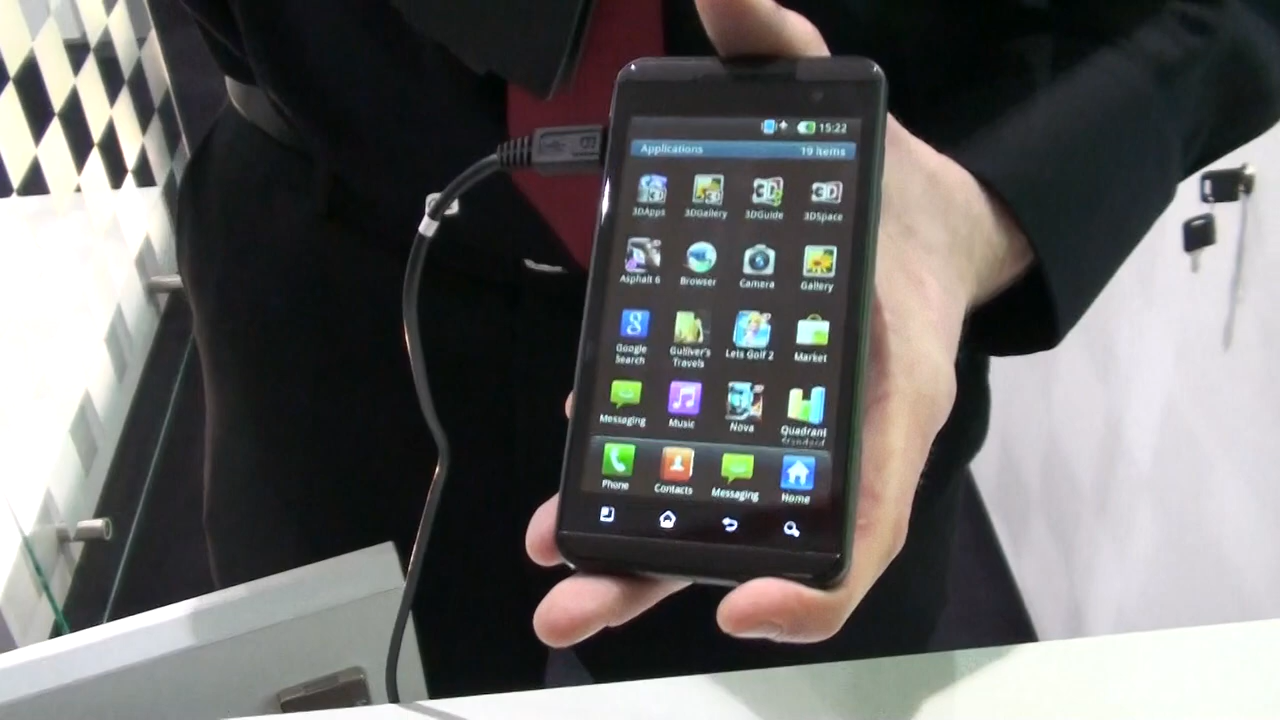 15:22
Applications 19 items
3DApps 3DGallery 3DGuide 3DSpace
Asphalt 6 Browser Camera Gallery
Google Search Gulliver's Travels Lets Golf 2 Market
Messaging Music Nova Quadrant Standard
Phone Contacts Messaging Home